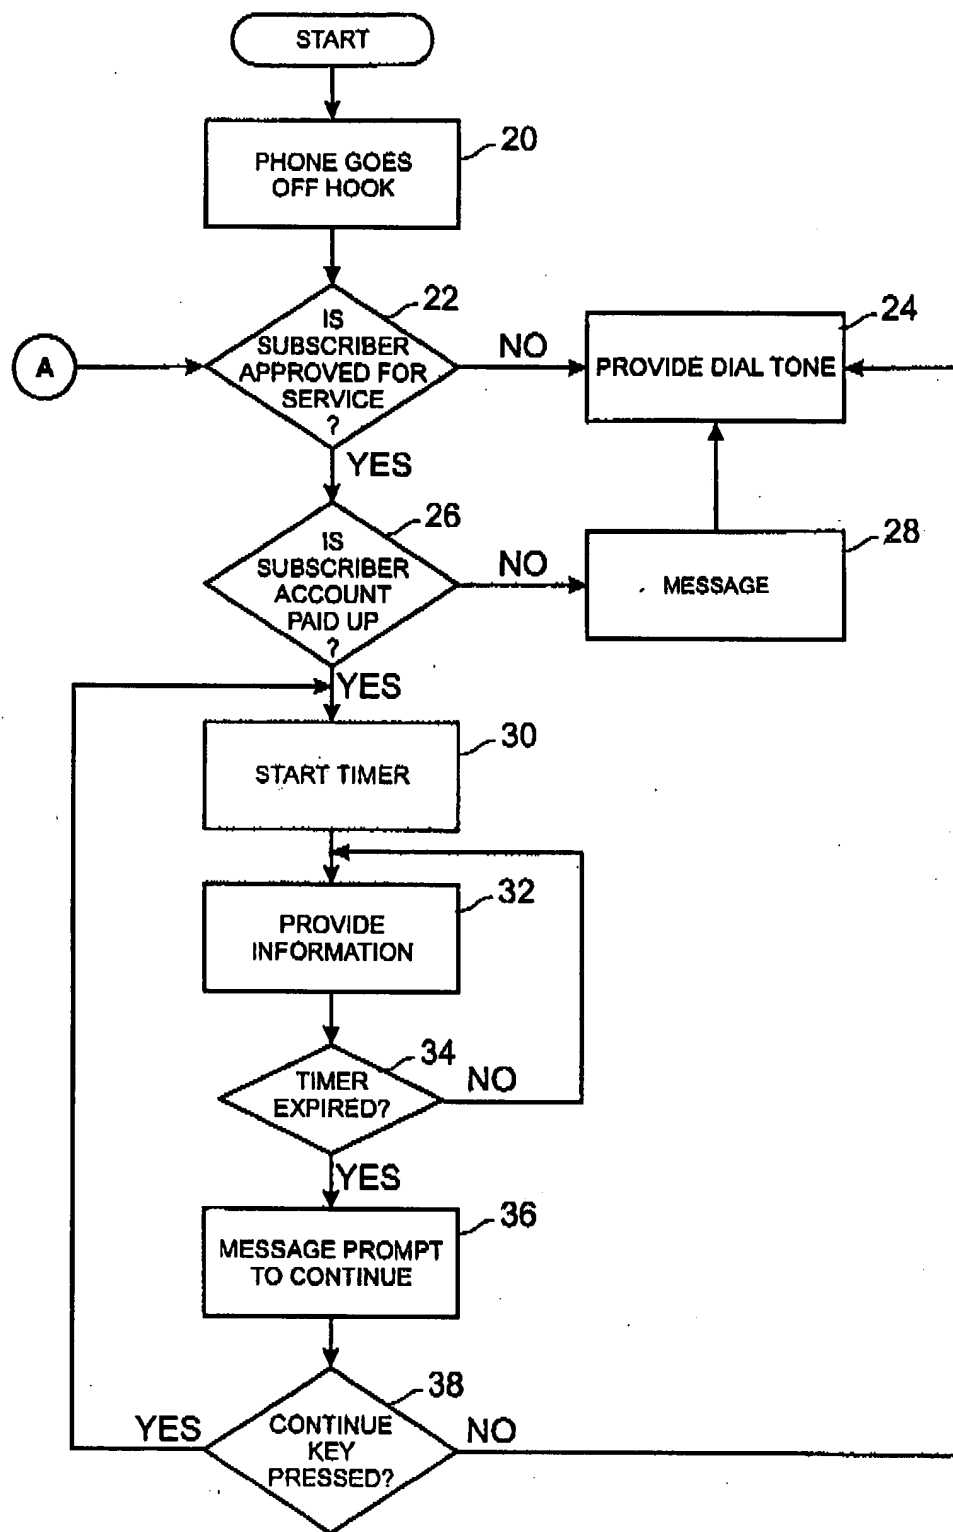 START
20
PHONE GOES
OFF HOOK
22
IS
SUBSCRIBER
APPROVED FOR
SERVICE
?
NO
24
PROVIDE DIAL TONE
A
YES
26
IS
SUBSCRIBER
ACCOUNT
PAID UP
?
NO
28
MESSAGE
YES
30
START TIMER
32
PROVIDE
INFORMATION
34
TIMER
EXPIRED?
NO
YES
36
MESSAGE PROMPT
TO CONTINUE
38
YES
CONTINUE
KEY
PRESSED?
NO